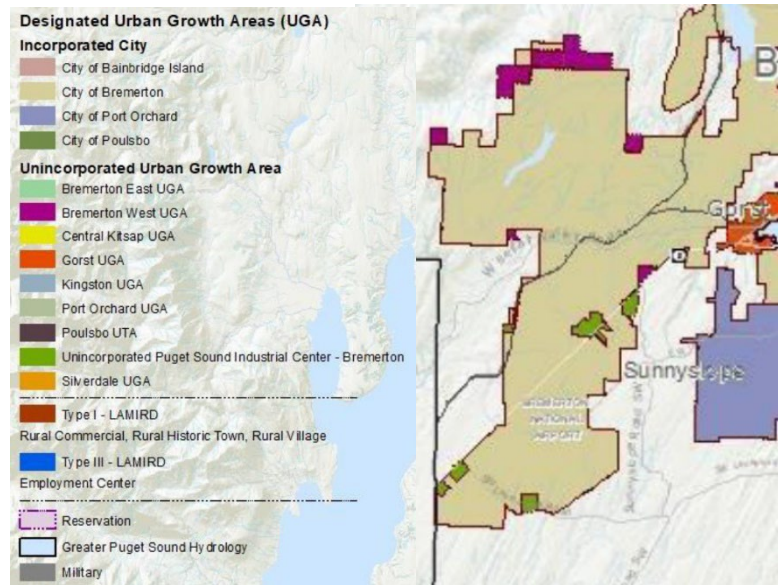 Designated Urban Growth Areas (UGA)
Incorporated City
City of Bainbridge Island
City of Bremerton
City of Port Orchard
City of Poulsbo
Unincorporated Urban Growth Area
Bremerton East UGA
Bremerton West UGA
Central Kitsap UGA
Gorst UGA
Kingston UGA
Port Orchard UGA
Poulsbo UTA
Unincorporated Puget Sound Industrial Center - Bremerton
Silverdale UGA
Type I - LAMIRD
Rural Commercial, Rural Historic Town, Rural Village
Type III - LAMIRD
Employment Center
Reservation
Greater Puget Sound Hydrology
Military
Gorst
Sunnyslope
BREMERTON
NATIONAL
AIRPORT
Sunnyslope Road SW